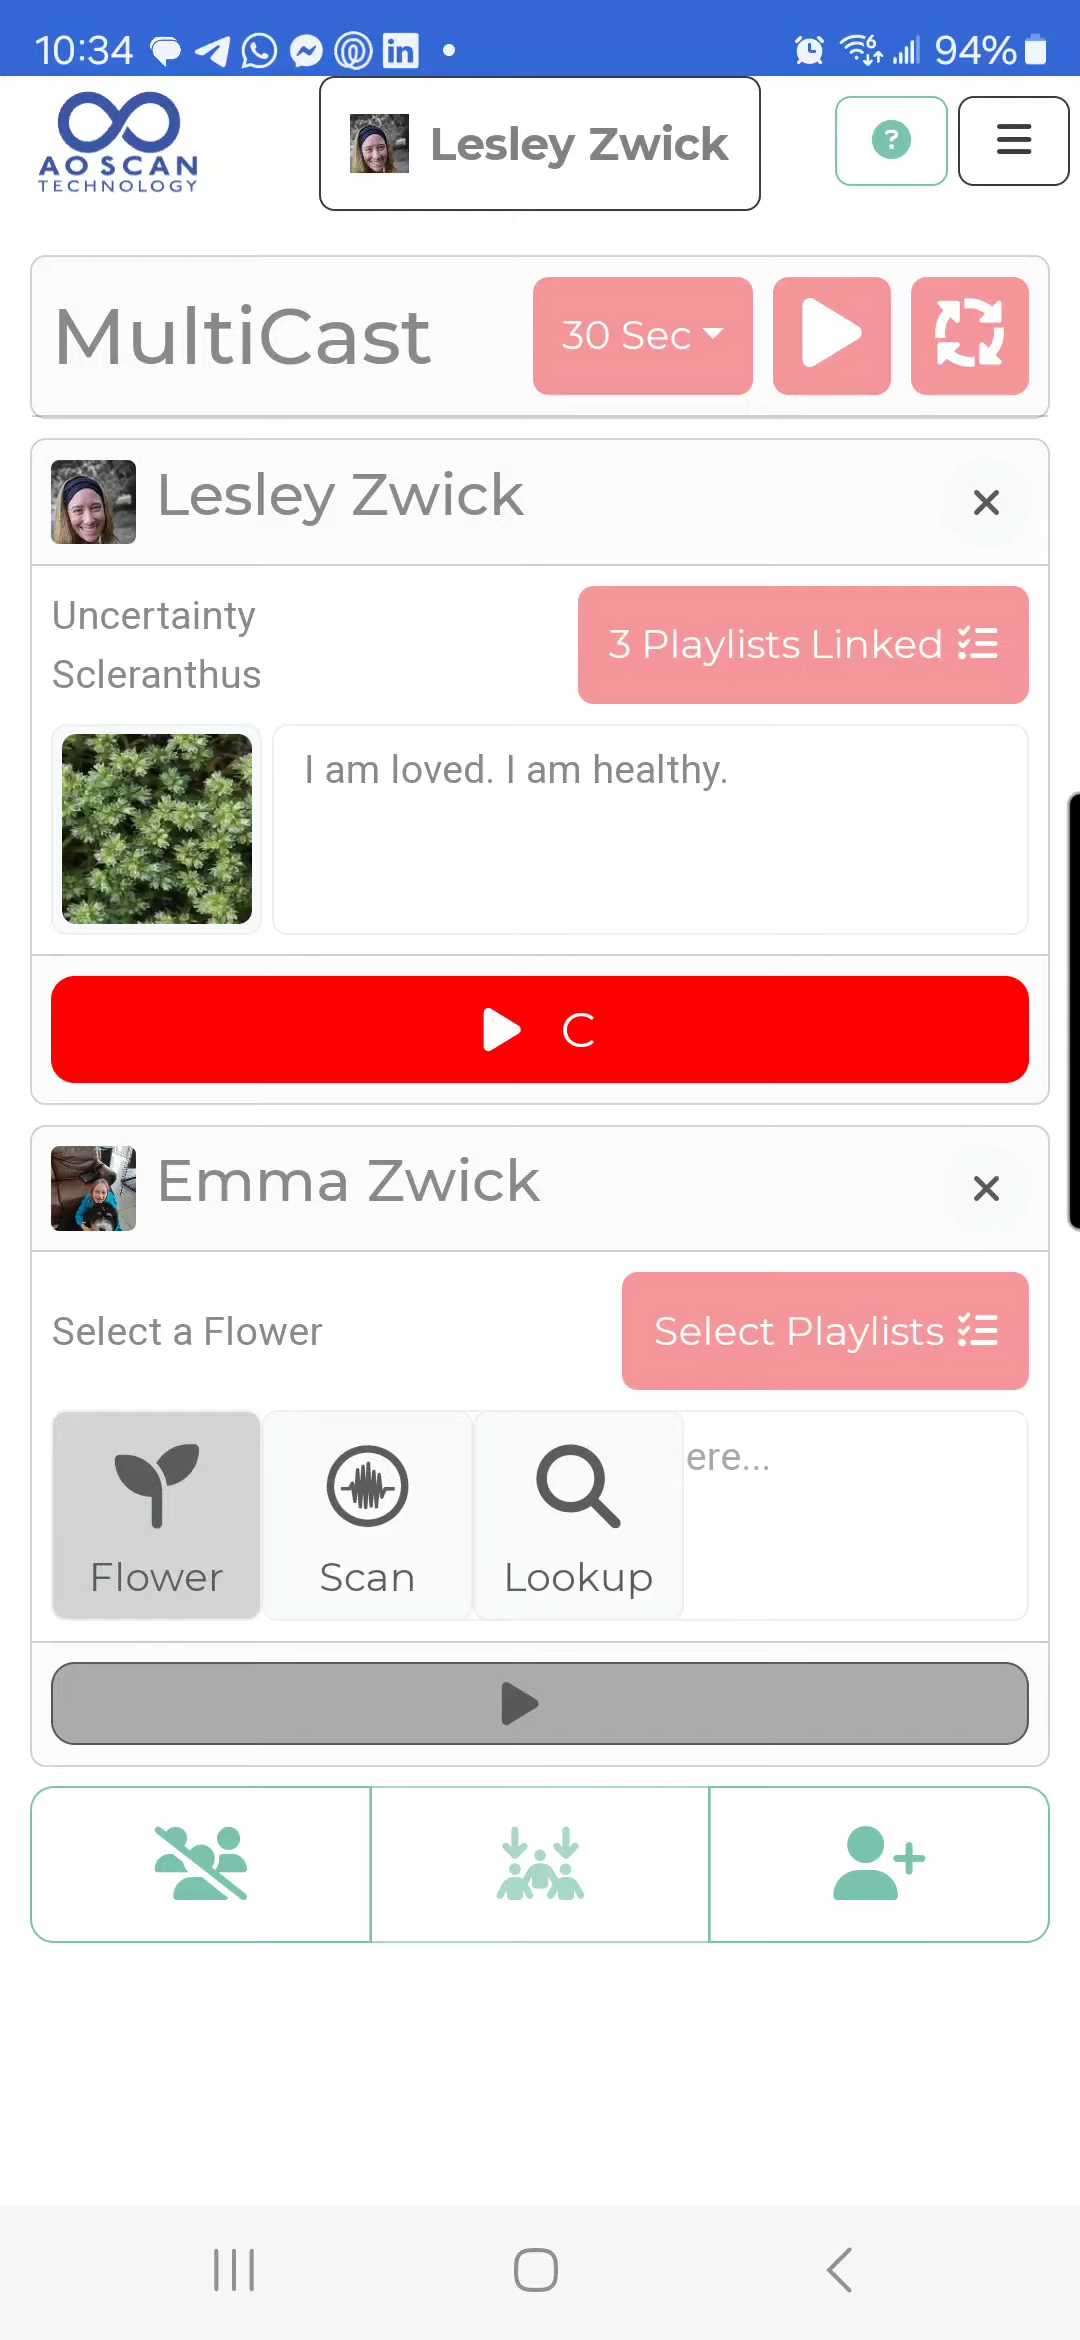 10:34 94%
AO SCAN
TECHNOLOGY
Lesley Zwick
?
MultiCast
30 Sec
Lesley Zwick
Uncertainty
Scleranthus
3 Playlists Linked
I am loved. I am healthy.
C
Emma Zwick
Select a Flower
Select Playlists
ere...
Flower
Scan
Lookup